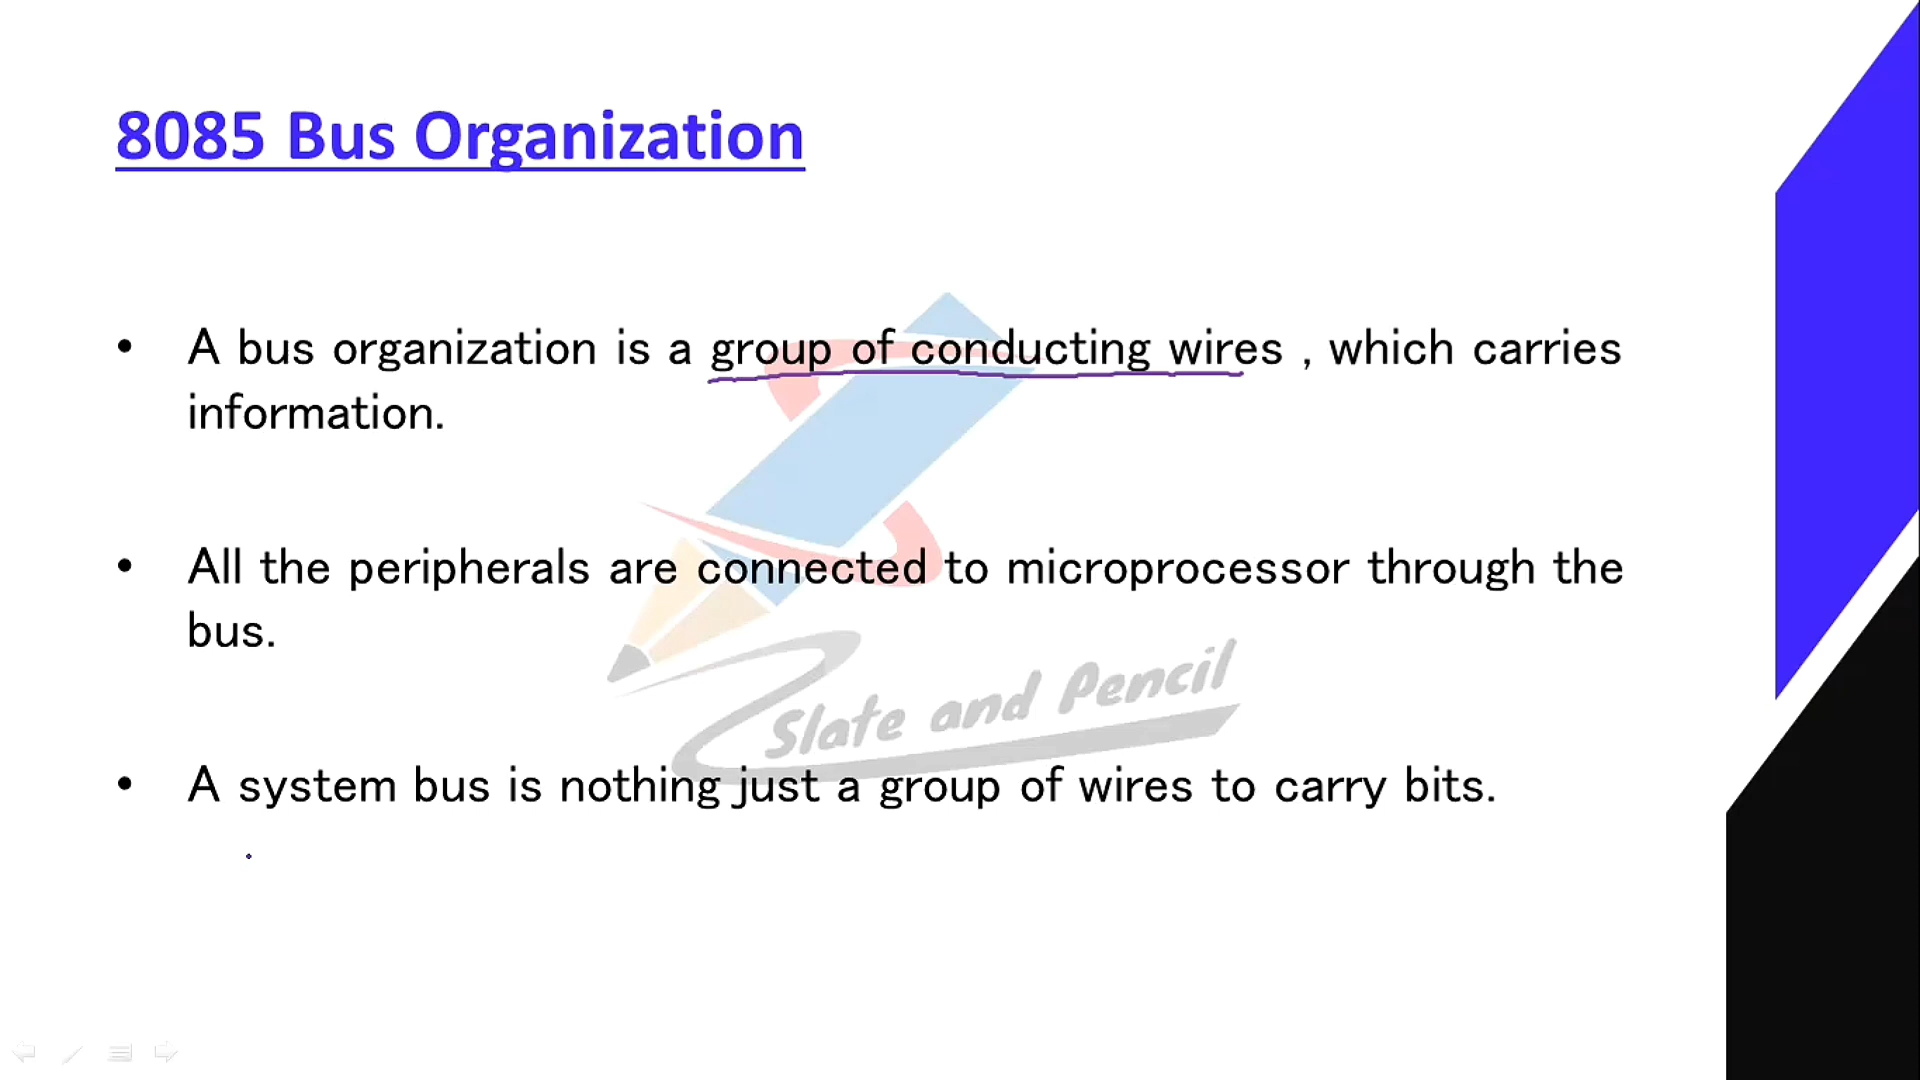 8085 Bus Organization
• A bus organization is a group of conducting wires , which carries
information.
• All the peripherals are connected to microprocessor through the
bus.
Slate and Pencil
• A system bus is nothing just a group of wires to carry bits.